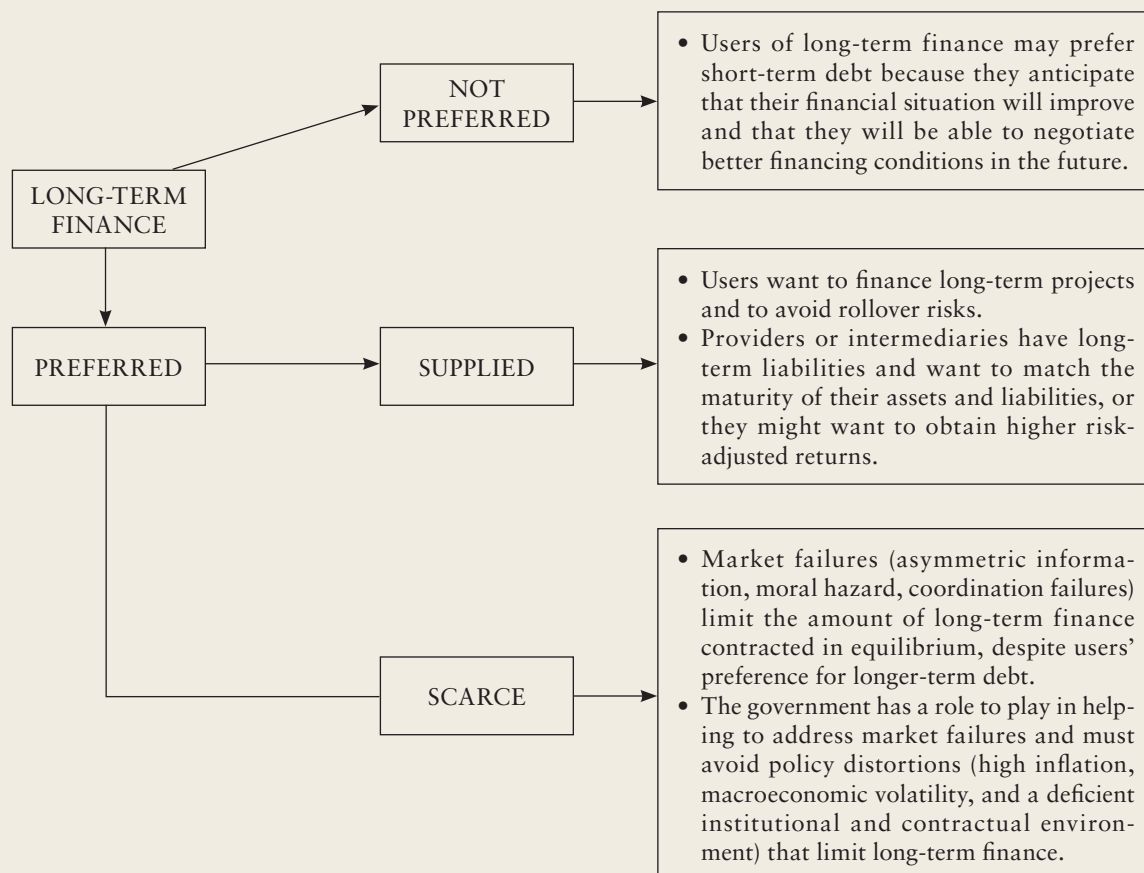 NOT
PREFERRED
• Users of long-term finance may prefer
short-term debt because they anticipate
that their financial situation will improve
and that they will be able to negotiate
better financing conditions in the future.
LONG-TERM
FINANCE
PREFERRED
SUPPLIED
• Users want to finance long-term projects
and to avoid rollover risks.
• Providers or intermediaries have long-
term liabilities and want to match the
maturity of their assets and liabilities, or
they might want to obtain higher risk-
adjusted returns.
SCARCE
• Market failures (asymmetric informa-
tion, moral hazard, coordination failures)
limit the amount of long-term finance
contracted in equilibrium, despite users'
preference for longer-term debt.
• The government has a role to play in help-
ing to address market failures and must
avoid policy distortions (high inflation,
macroeconomic volatility, and a deficient
institutional and contractual environ-
ment) that limit long-term finance.